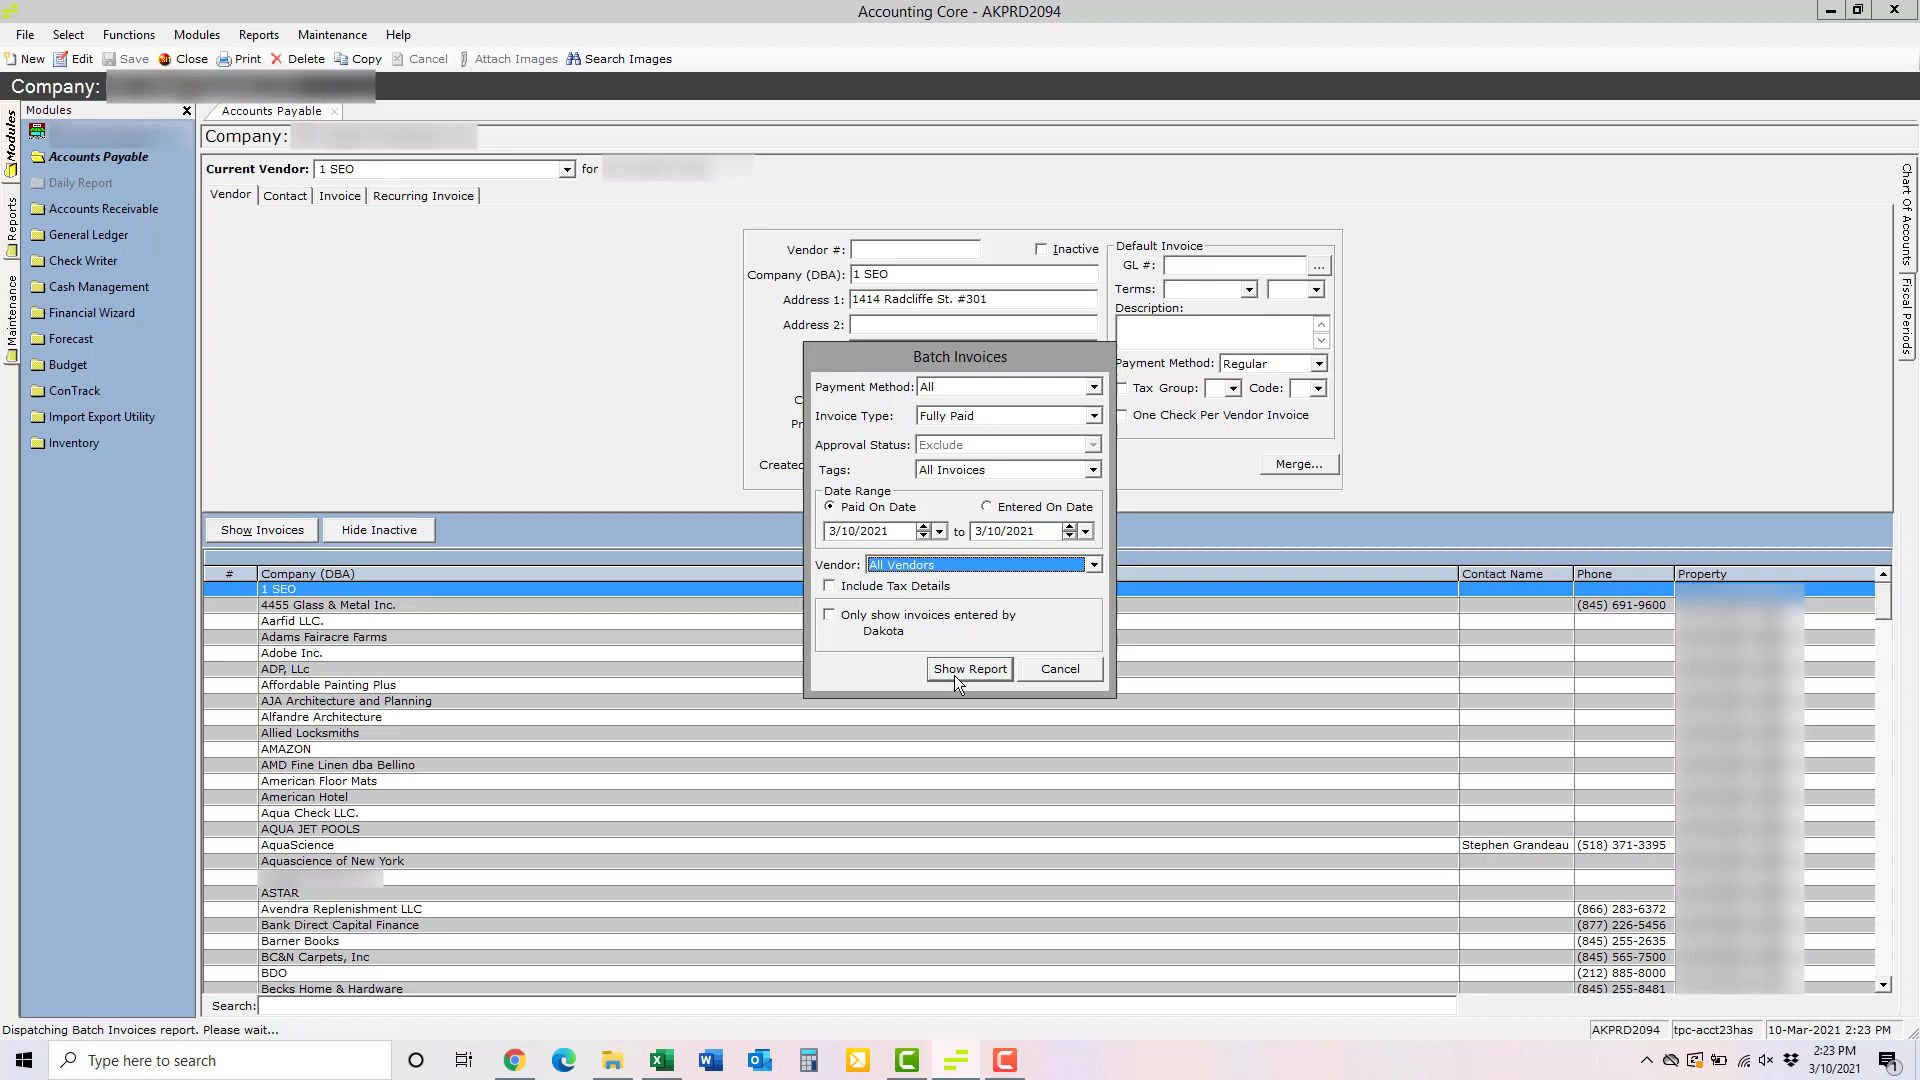 Accounting Core - AKPRD2094
File Select Functions Modules Reports Maintenance Help
New Edit Save Close Print Delete Copy Cancel Attach Images Search Images
Company:
Modules
Accounts Payable
Daily Report
Accounts Receivable
General Ledger
Check Writer
Cash Management
Financial Wizard
Forecast
Budget
ConTrack
Import Export Utility
Inventory
Modules
Reports
Maintenance
Accounts Payable
Company:
Current Vendor: 1 SEO for
Vendor Contact Invoice Recurring Invoice
Vendor #: Inactive
Company (DBA): 1 SEO
Address 1: 1414 Radcliffe St. #301
Address 2:
Created
Default Invoice
GL #: ...
Terms:
Description:
Payment Method: Regular
Tax Group: Code:
One Check Per Vendor Invoice
Merge...
Chart Of Accounts
Fiscal Periods
Batch Invoices
Payment Method: All
Invoice Type: Fully Paid
Approval Status: Exclude
Tags: All Invoices
Date Range
Paid On Date Entered On Date
3/10/2021 to 3/10/2021
Vendor: All Vendors
Include Tax Details
Only show invoices entered by
Dakota
Show Report Cancel
Show Invoices Hide Inactive
# Company (DBA) Contact Name Phone Property
1 SEO
4455 Glass & Metal Inc. (845) 691-9600
Aarfid LLC.
Adams Fairacre Farms
Adobe Inc.
ADP, LLc
Affordable Painting Plus
AJA Architecture and Planning
Alfandre Architecture
Allied Locksmiths
AMAZON
AMD Fine Linen dba Bellino
American Floor Mats
American Hotel
Aqua Check LLC.
AQUA JET POOLS
AquaScience Stephen Grandeau (518) 371-3395
Aquascience of New York
ASTAR
Avendra Replenishment LLC (866) 283-6372
Bank Direct Capital Finance (877) 226-5456
Barner Books (845) 255-2635
BC&N Carpets, Inc (845) 565-7500
BDO (212) 885-8000
Becks Home & Hardware (845) 255-8481
Search:
Dispatching Batch Invoices report. Please wait... AKPRD2094 tpc-acct23has 10-Mar-2021 2:23 PM
Type here to search
2:23 PM
3/10/2021
1